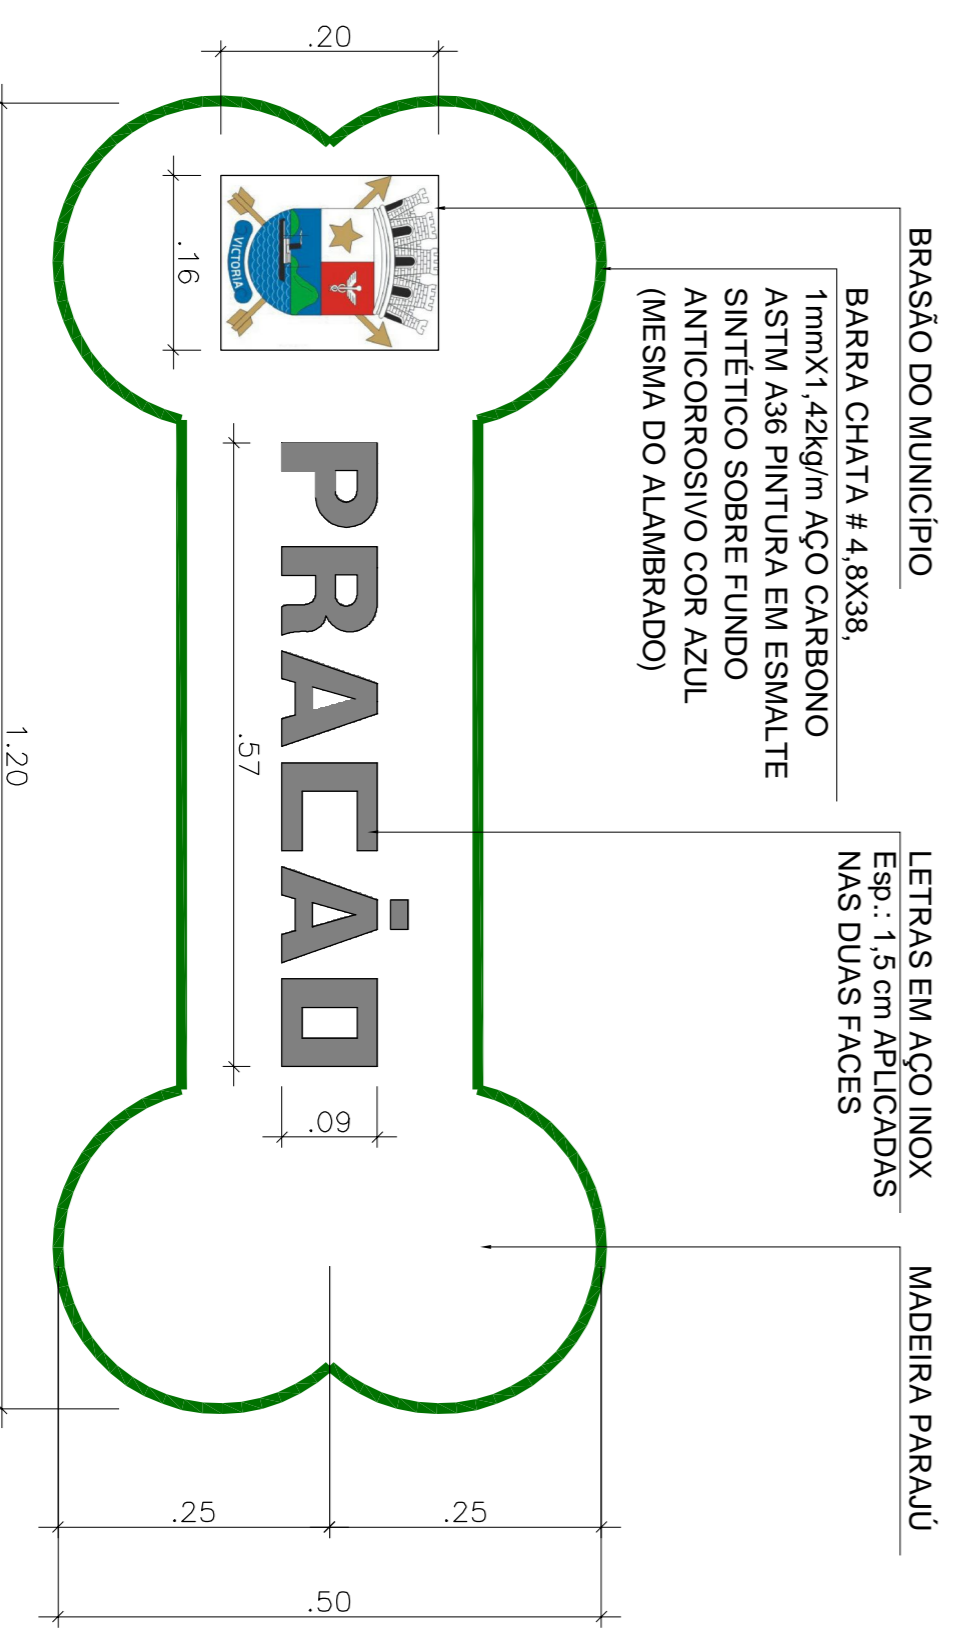 BRASÃO DO MUNICÍPIO
BARRA CHATA # 4,8X38,
1mmX1,42kg/m AÇO CARBONO
ASTM A36 PINTURA EM ESMALTE
SINTÉTICO SOBRE FUNDO
ANTICORROSIVO COR AZUL
(MESMA DO ALAMBRADO)
LETRAS EM AÇO INOX
Esp.: 1,5 cm APLICADAS
NAS DUAS FACES
MADEIRA PARAJÚ
.20
.16
VICTORIA
PRACÃO
.57
.09
.25
.25
.50
1.20